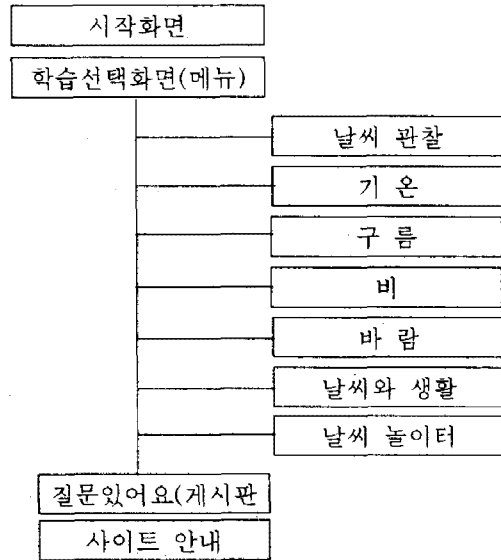 시작화면
학습선택화면(메뉴)
날씨 관찰
기 온
구 름
비
바 람
날씨와 생활
날씨 놀이터
질문있어요(게시판
사이트 안내